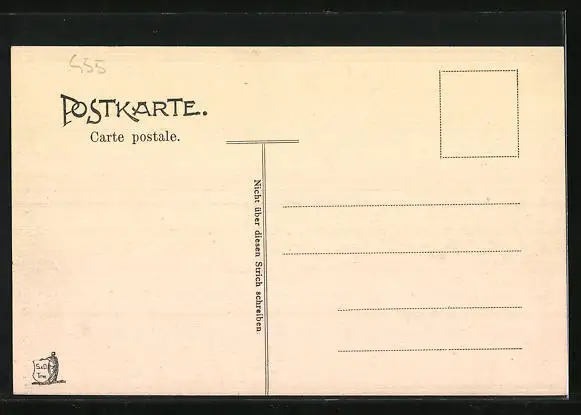 455
POSTKARTE.
Carte postale.
Nicht über diesen Strich schreiben.